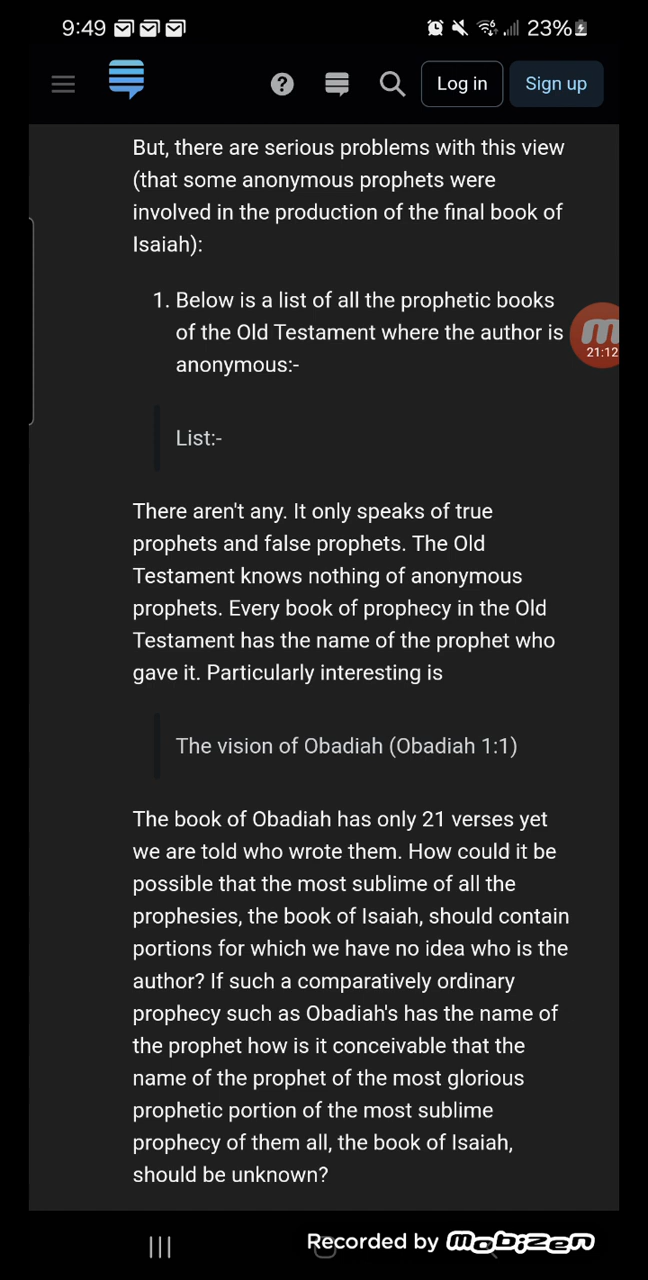 9:49
23%
Log in
Sign up
But, there are serious problems with this view
(that some anonymous prophets were
involved in the production of the final book of
Isaiah):
1. Below is a list of all the prophetic books
of the Old Testament where the author is
anonymous:-
21:12
List:-
There aren't any. It only speaks of true
prophets and false prophets. The Old
Testament knows nothing of anonymous
prophets. Every book of prophecy in the Old
Testament has the name of the prophet who
gave it. Particularly interesting is
The vision of Obadiah (Obadiah 1:1)
The book of Obadiah has only 21 verses yet
we are told who wrote them. How could it be
possible that the most sublime of all the
prophesies, the book of Isaiah, should contain
portions for which we have no idea who is the
author? If such a comparatively ordinary
prophecy such as Obadiah's has the name of
the prophet how is it conceivable that the
name of the prophet of the most glorious
prophetic portion of the most sublime
prophecy of them all, the book of Isaiah,
should be unknown?
Recorded by mobizen